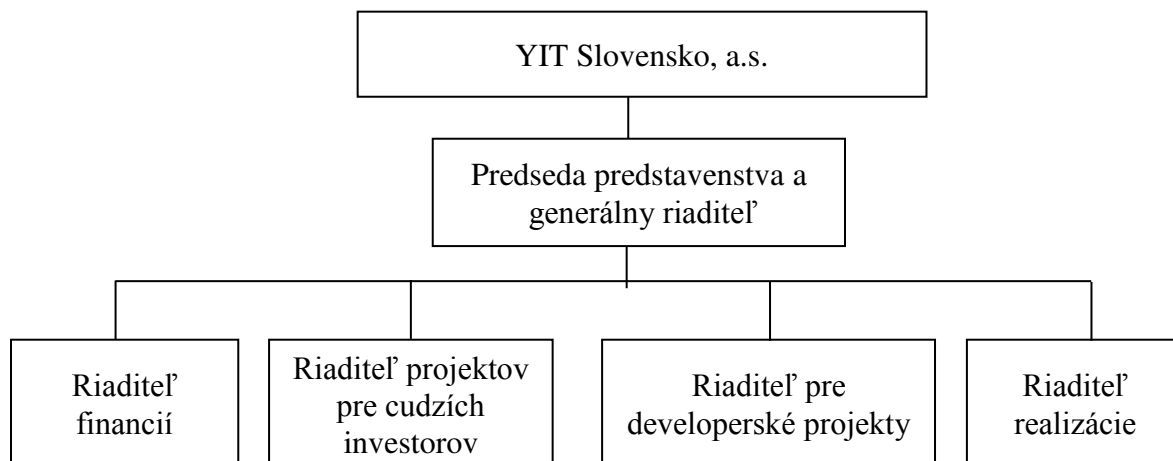 YIT Slovensko, a.s.
Predseda predstavenstva a
generálny riaditeľ
Riaditeľ
financií
Riaditeľ projektov
pre cudzích
investorov
Riaditeľ pre
developerské projekty
Riaditeľ
realizácie